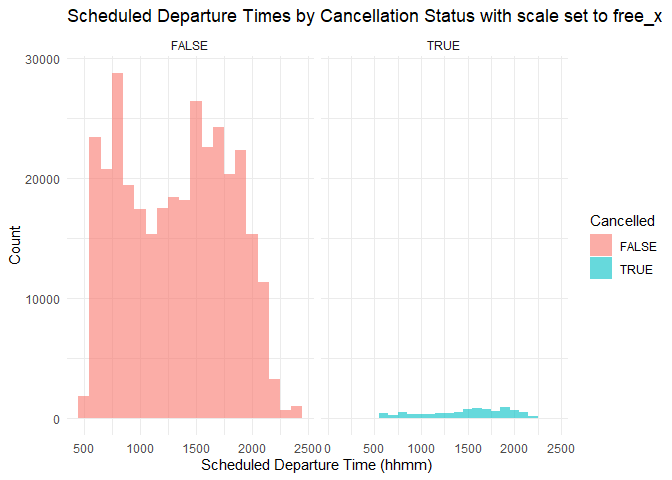 Scheduled Departure Times by Cancellation Status with scale set to free_x
FALSE
TRUE
30000
20000
10000
0
Count
500 1000 1500 2000 2500
0 500 1000 1500 2000 2500
Scheduled Departure Time (hhmm)
Cancelled
FALSE
TRUE